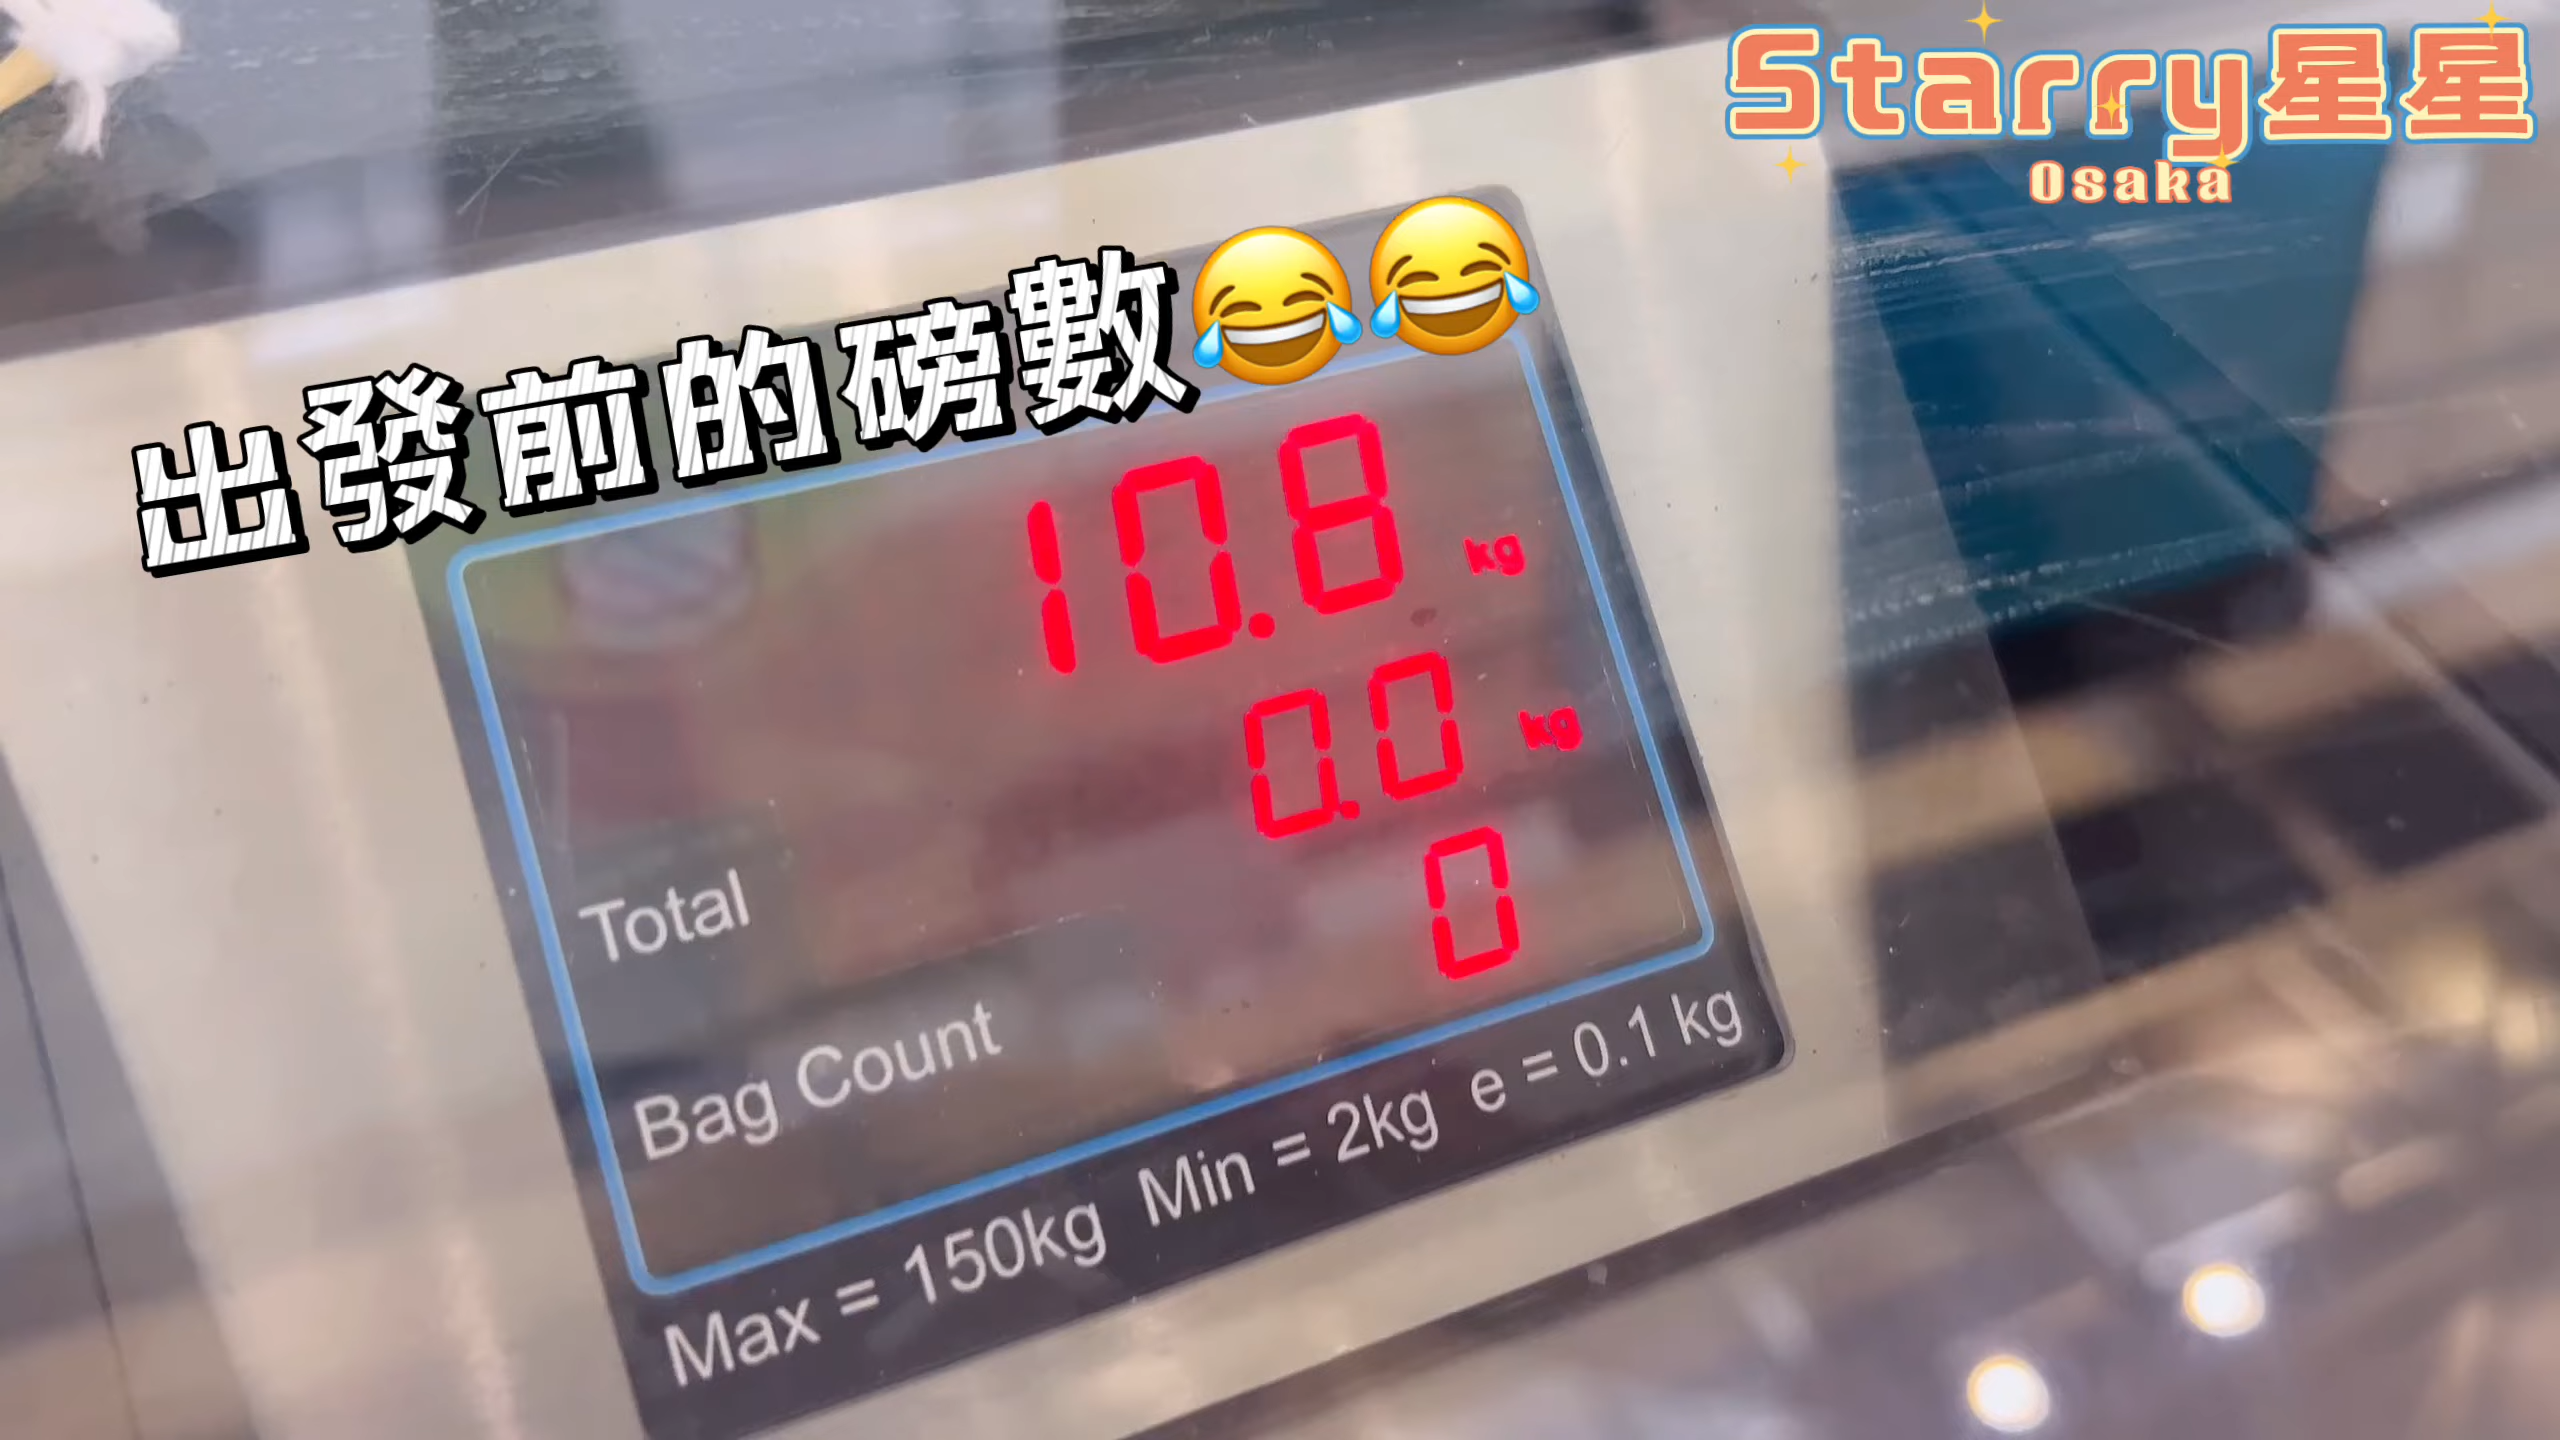 Starry星星
Osaka
出發前的磅數😂😂
10.8 kg
0.0 kg
Total
0
Bag Count
Max = 150kg Min = 2kg e = 0.1 kg